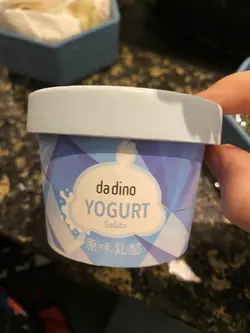 dadino
YOGURT
Gelato
原味乳酪